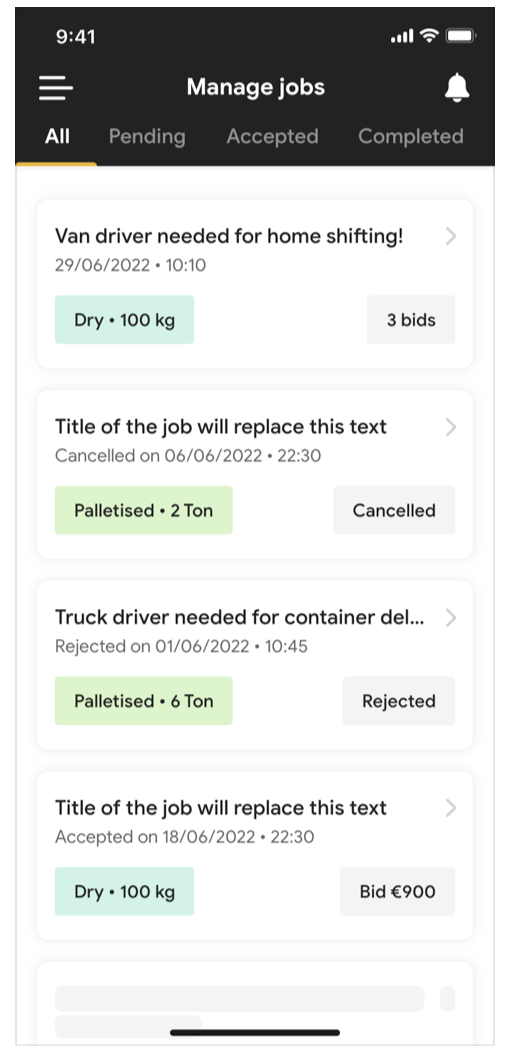 9:41
Manage jobs
All Pending Accepted Completed
Van driver needed for home shifting!
29/06/2022 • 10:10
Dry • 100 kg 3 bids
Title of the job will replace this text
Cancelled on 06/06/2022 • 22:30
Palletised • 2 Ton Cancelled
Truck driver needed for container del...
Rejected on 01/06/2022 • 10:45
Palletised • 6 Ton Rejected
Title of the job will replace this text
Accepted on 18/06/2022 • 22:30
Dry • 100 kg Bid €900